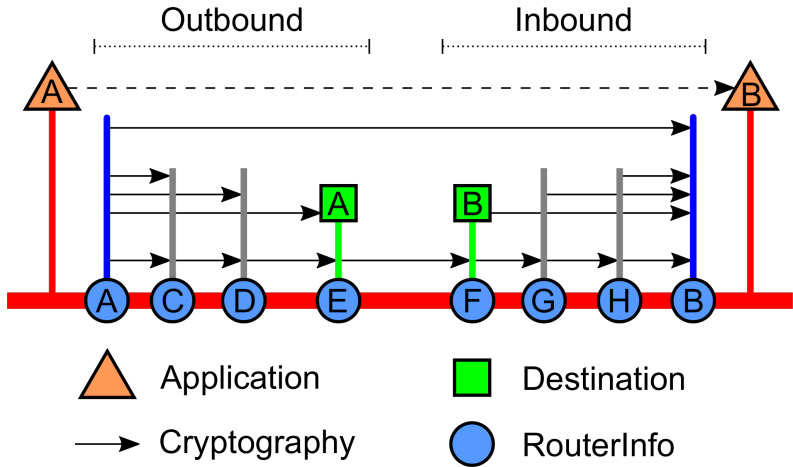 Outbound Inbound
A B
A B
A C D E F G H B
Application Destination
Cryptography RouterInfo